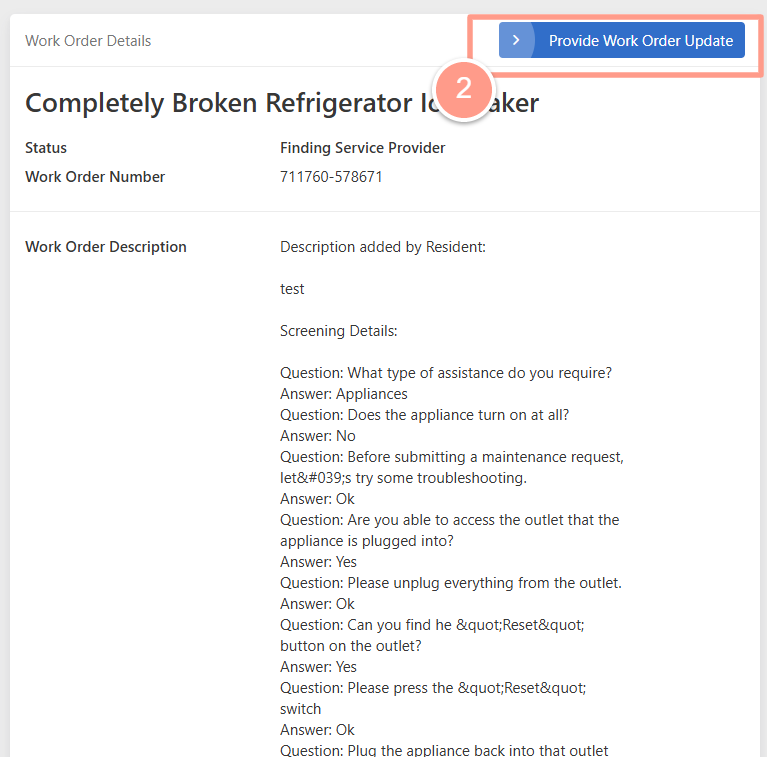 Work Order Details
Provide Work Order Update
2
Completely Broken Refrigerator Ic aker
Status
Finding Service Provider
Work Order Number
711760-578671
Work Order Description
Description added by Resident:
test
Screening Details:
Question: What type of assistance do you require?
Answer: Appliances
Question: Does the appliance turn on at all?
Answer: No
Question: Before submitting a maintenance request,
let&#039;s try some troubleshooting.
Answer: Ok
Question: Are you able to access the outlet that the
appliance is plugged into?
Answer: Yes
Question: Please unplug everything from the outlet.
Answer: Ok
Question: Can you find he &quot;Reset&quot;
button on the outlet?
Answer: Yes
Question: Please press the &quot;Reset&quot;
switch
Answer: Ok
Question: Plug the appliance back into that outlet